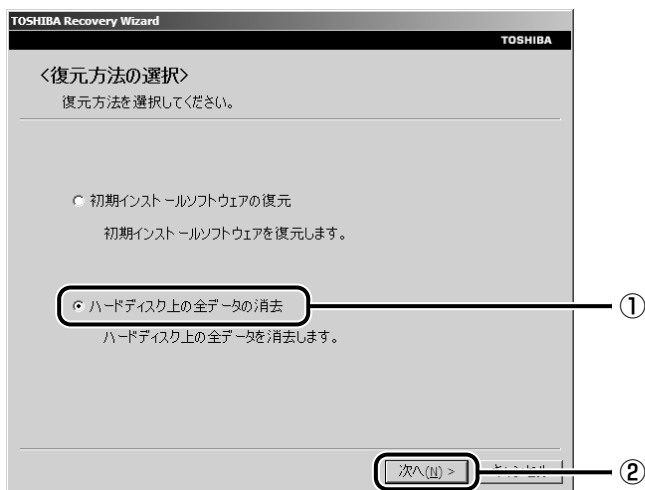 TOSHIBA Recovery Wizard
TOSHIBA
<復元方法の選択>
復元方法を選択してください。
初期インストールソフトウェアの復元
初期インストールソフトウェアを復元します。
ハードディスク上の全データの消去
①
ハードディスク上の全データを消去します。
次へ(N) >
②